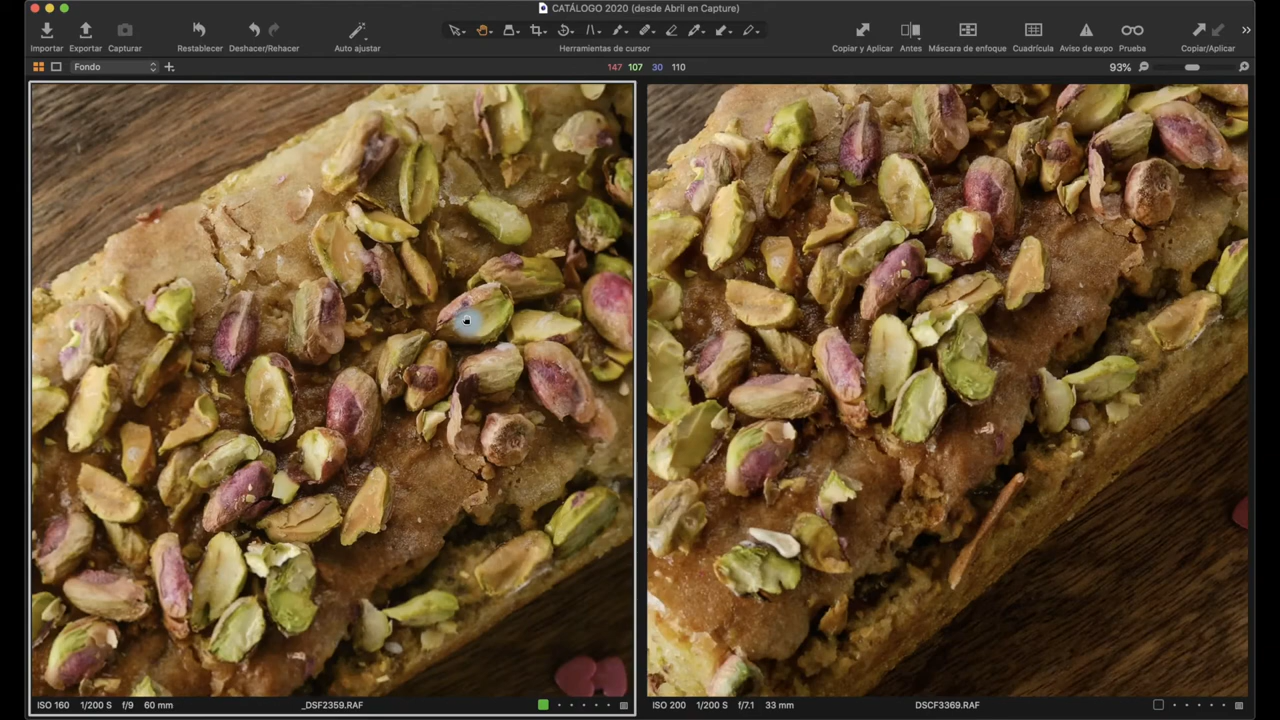 CATÁLOGO 2020 (desde Abril en Capture)
Importar Exportar Capturar Restablecer Deshacer/Rehacer Auto ajustar Herramientas de cursor Copiar y Aplicar Antes Máscara de enfoque Cuadrícula Aviso de expo Prueba Copiar/Aplicar
Fondo 147 107 30 110 93%
ISO 160 1/200 S f/9 60 mm _DSF2359.RAF
ISO 200 1/200 S f/7.1 33 mm DSCF3369.RAF